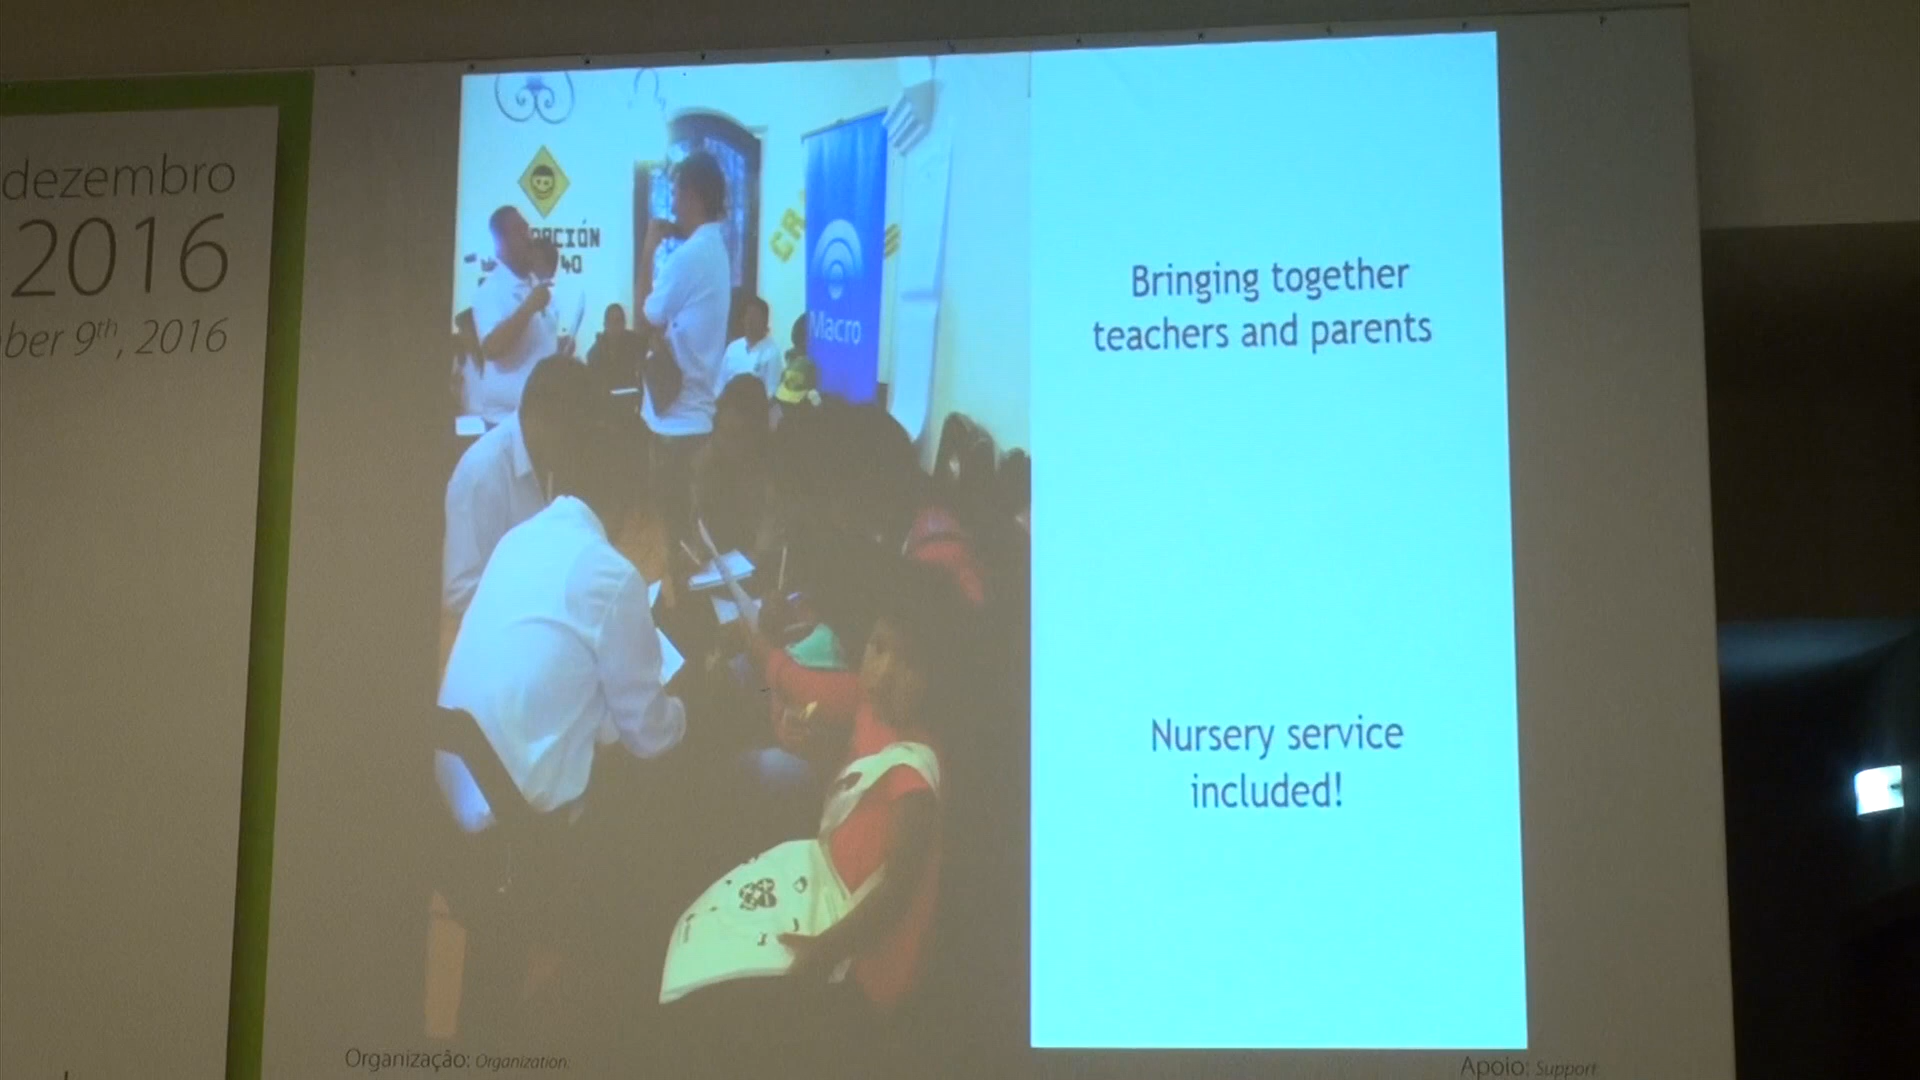 dezembro
2016
ber 9th, 2016
Macro
Bringing together
teachers and parents
Nursery service
included!
Organização: Organization:
Apoio: Support